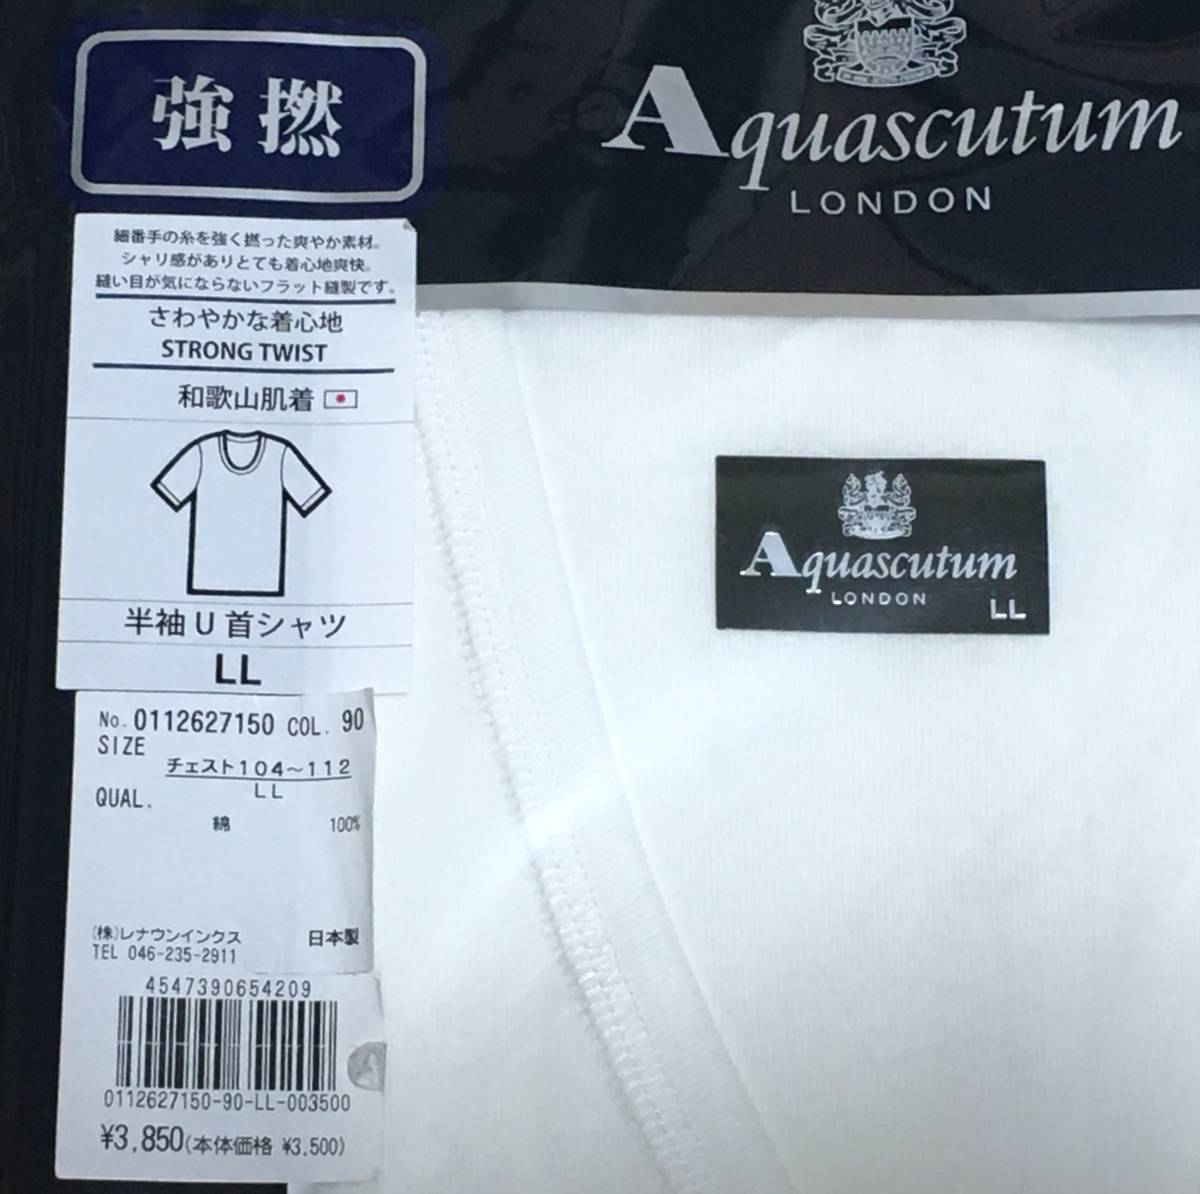 強撚
Aquascutum
LONDON
細番手の糸を強く撚った爽やか素材。
シャリ感がありとても着心地爽快。
縫い目が気にならないフラット縫製です。
さわやかな着心地
STRONG TWIST
和歌山肌着
半袖U首シャツ
LL
Aquascutum
LONDON
LL
No. 0112627150 COL. 90
SIZE
チェスト104~112
LL
QUAL.
綿 100%
(株)レナウンインクス 日本製
TEL 046-235-2911
4547390654209
0112627150-90-LL-003500
¥3,850(本体価格 ¥3,500)